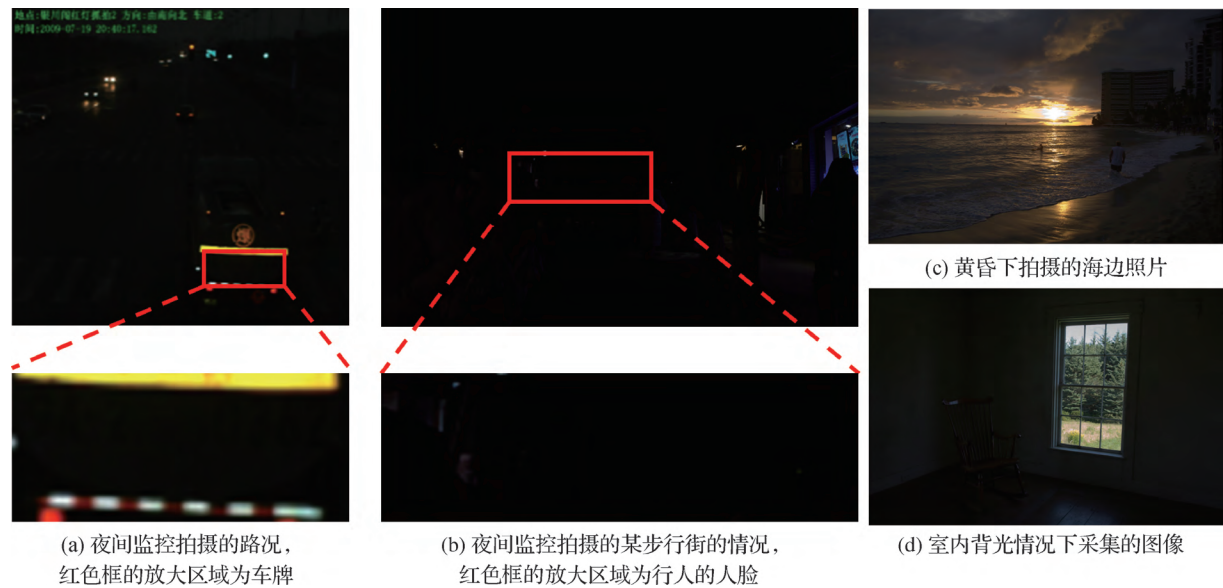 地点:银川闯红灯抓拍2 方向:由南向北 车道:2
时间:2009-07-19 20:40:17.162
(a) 夜间监控拍摄的路况，
红色框的放大区域为车牌
(b) 夜间监控拍摄的某步行街的情况，
红色框的放大区域为行人的人脸
(c) 黄昏下拍摄的海边照片
(d) 室内背光情况下采集的图像